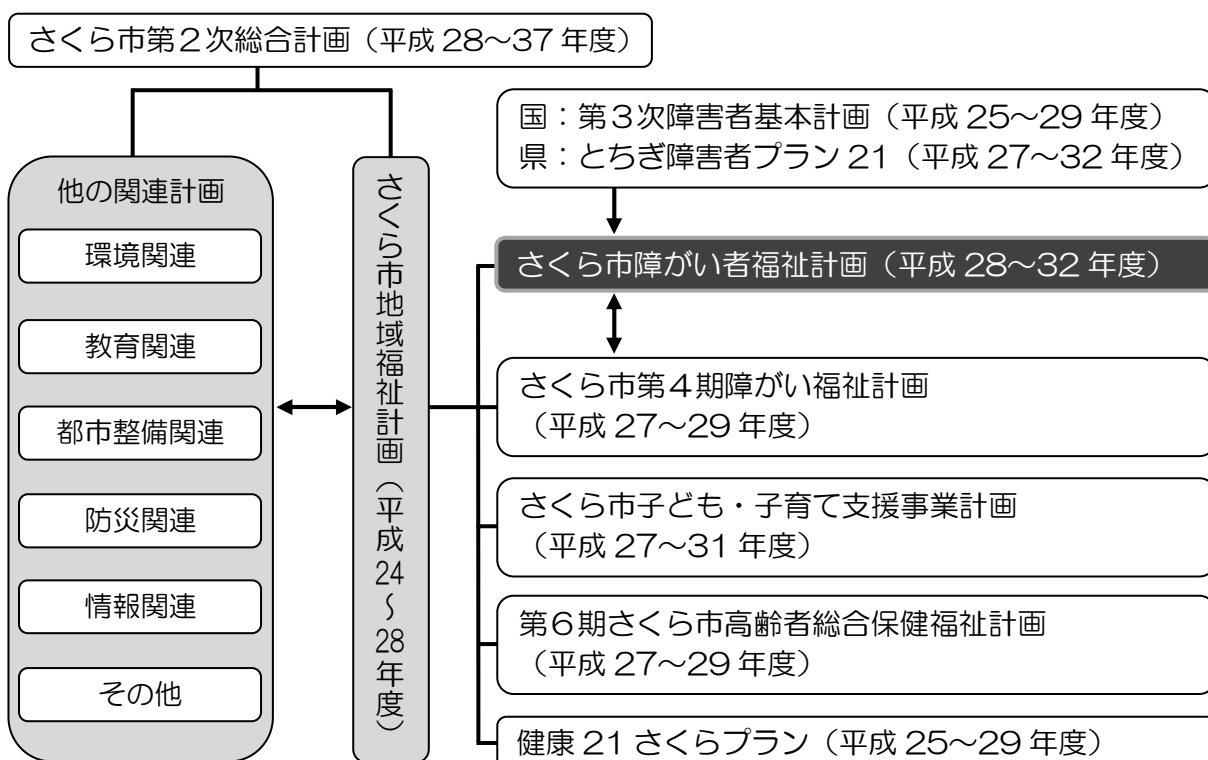 さくら市第２次総合計画（平成 28～37 年度）
他の関連計画
環境関連
教育関連
都市整備関連
防災関連
情報関連
その他
さくら市地域福祉計画（平成24～28年度）
国：第３次障害者基本計画（平成 25～29 年度）
県：とちぎ障害者プラン 21（平成 27～32 年度）
さくら市障がい者福祉計画（平成 28～32 年度）
さくら市第４期障がい福祉計画
（平成 27～29 年度）
さくら市子ども・子育て支援事業計画
（平成 27～31 年度）
第６期さくら市高齢者総合保健福祉計画
（平成 27～29 年度）
健康 21 さくらプラン（平成 25～29 年度）